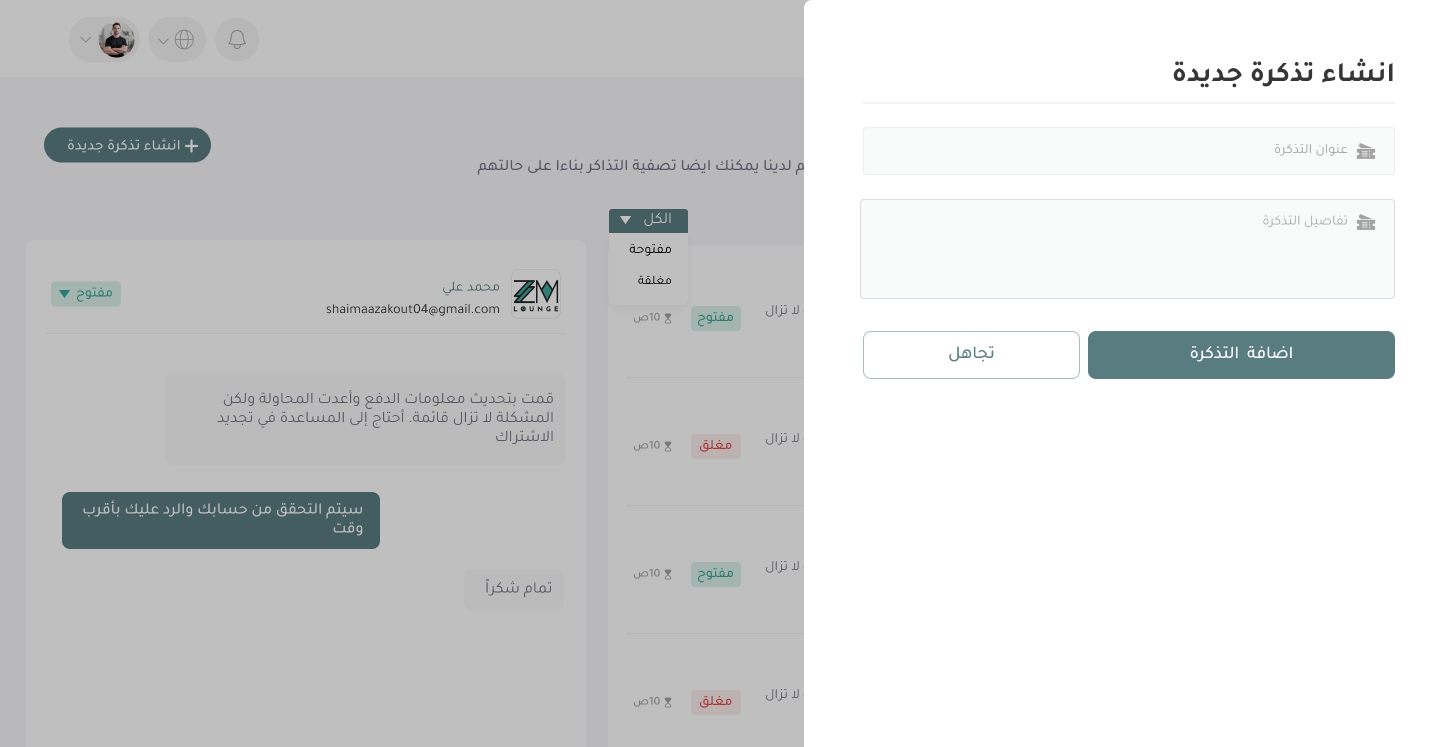 انشاء تذكرة جديدة
عنوان التذكرة
تفاصيل التذكرة
اضافة التذكرة
تجاهل
انشاء تذكرة جديدة
لدينا يمكنك ايضا تصفية التذاكر بناءا على حالتهم
الكل
مفتوحة
مغلقة
لا تزال
مفتوح
10ص
لا تزال
مغلق
10ص
لا تزال
مفتوح
10ص
لا تزال
مغلق
10ص
ZM
LOUNGE
محمد علي
shaimaazakout04@gmail.com
مفتوح
قمت بتحديث معلومات الدفع وأعدت المحاولة ولكن
المشكلة لا تزال قائمة. أحتاج إلى المساعدة في تجديد
الاشتراك
سيتم التحقق من حسابك والرد عليك بأقرب
وقت
تمام شكراً